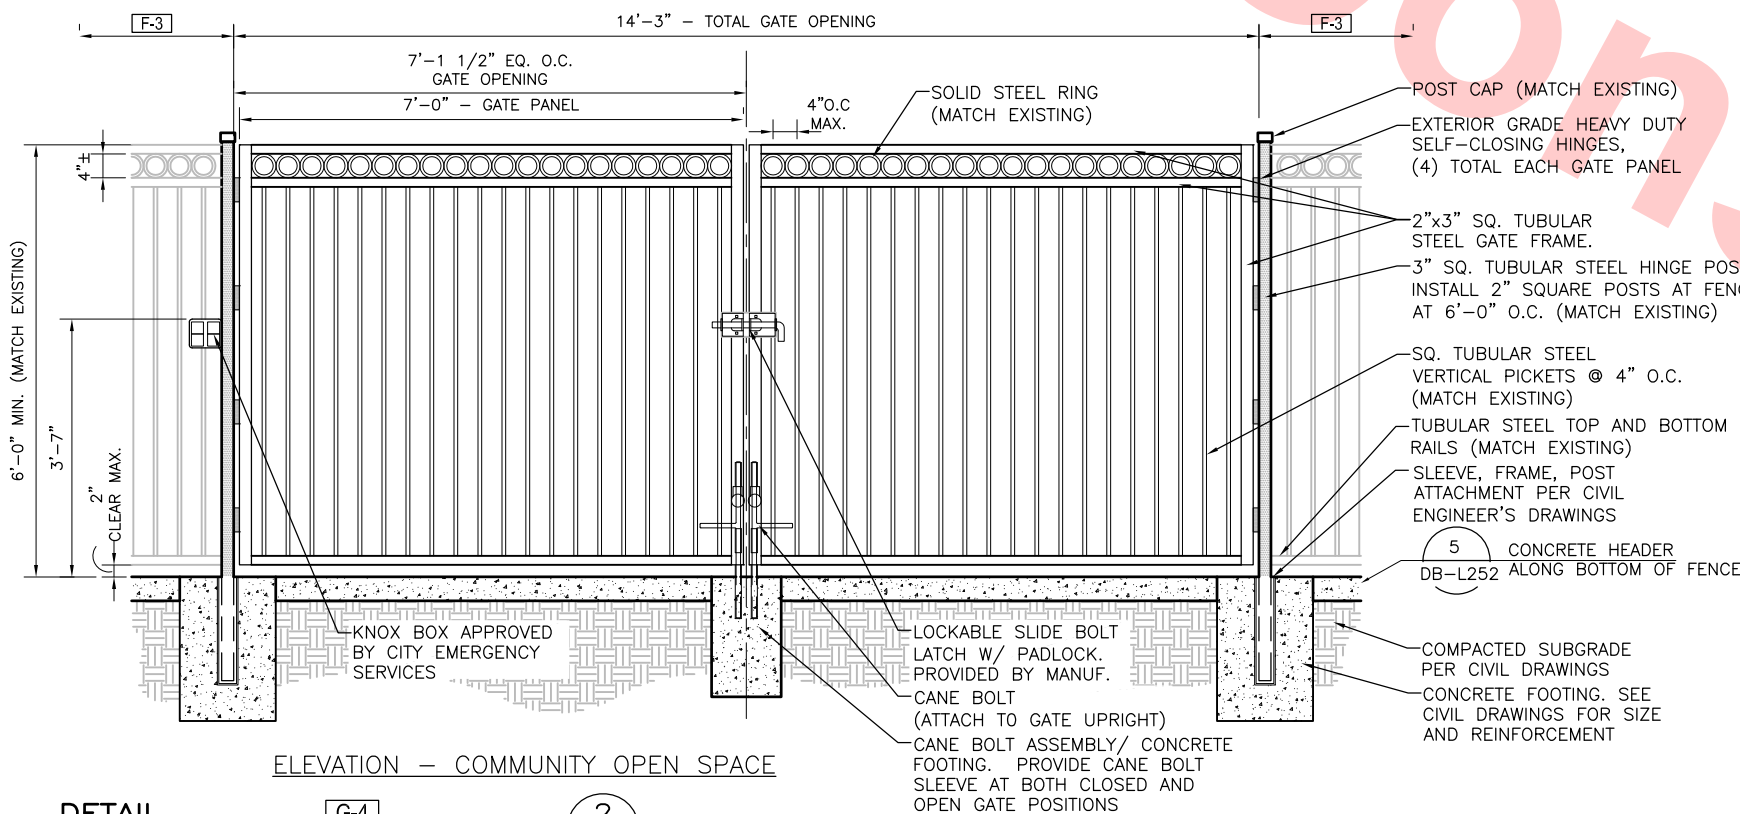 F-3
14'-3" - TOTAL GATE OPENING
F-3
7'-1 1/2" EQ. O.C.
GATE OPENING
7'-0" - GATE PANEL
4"O.C
MAX.
SOLID STEEL RING
(MATCH EXISTING)
POST CAP (MATCH EXISTING)
EXTERIOR GRADE HEAVY DUTY
SELF-CLOSING HINGES,
(4) TOTAL EACH GATE PANEL
4"±
2"x3" SQ. TUBULAR
STEEL GATE FRAME.
3" SQ. TUBULAR STEEL HINGE
INSTALL 2" SQUARE POSTS AT
AT 6'-0" O.C. (MATCH EXISTING)
6'-0" MIN. (MATCH EXISTING)
3'-7"
2"
CLEAR MAX.
SQ. TUBULAR STEEL
VERTICAL PICKETS @ 4" O.C.
(MATCH EXISTING)
TUBULAR STEEL TOP AND BOTTOM
RAILS (MATCH EXISTING)
SLEEVE, FRAME, POST
ATTACHMENT PER CIVIL
ENGINEER'S DRAWINGS
5
DB-L252
CONCRETE HEADER
ALONG BOTTOM OF FENCE
KNOX BOX APPROVED
BY CITY EMERGENCY
SERVICES
LOCKABLE SLIDE BOLT
LATCH W/ PADLOCK.
PROVIDED BY MANUF.
CANE BOLT
(ATTACH TO GATE UPRIGHT)
CANE BOLT ASSEMBLY/ CONCRETE
FOOTING. PROVIDE CANE BOLT
SLEEVE AT BOTH CLOSED AND
OPEN GATE POSITIONS
COMPACTED SUBGRADE
PER CIVIL DRAWINGS
CONCRETE FOOTING. SEE
CIVIL DRAWINGS FOR SIZE
AND REINFORCEMENT
ELEVATION - COMMUNITY OPEN SPACE
DETAIL
G-4
2